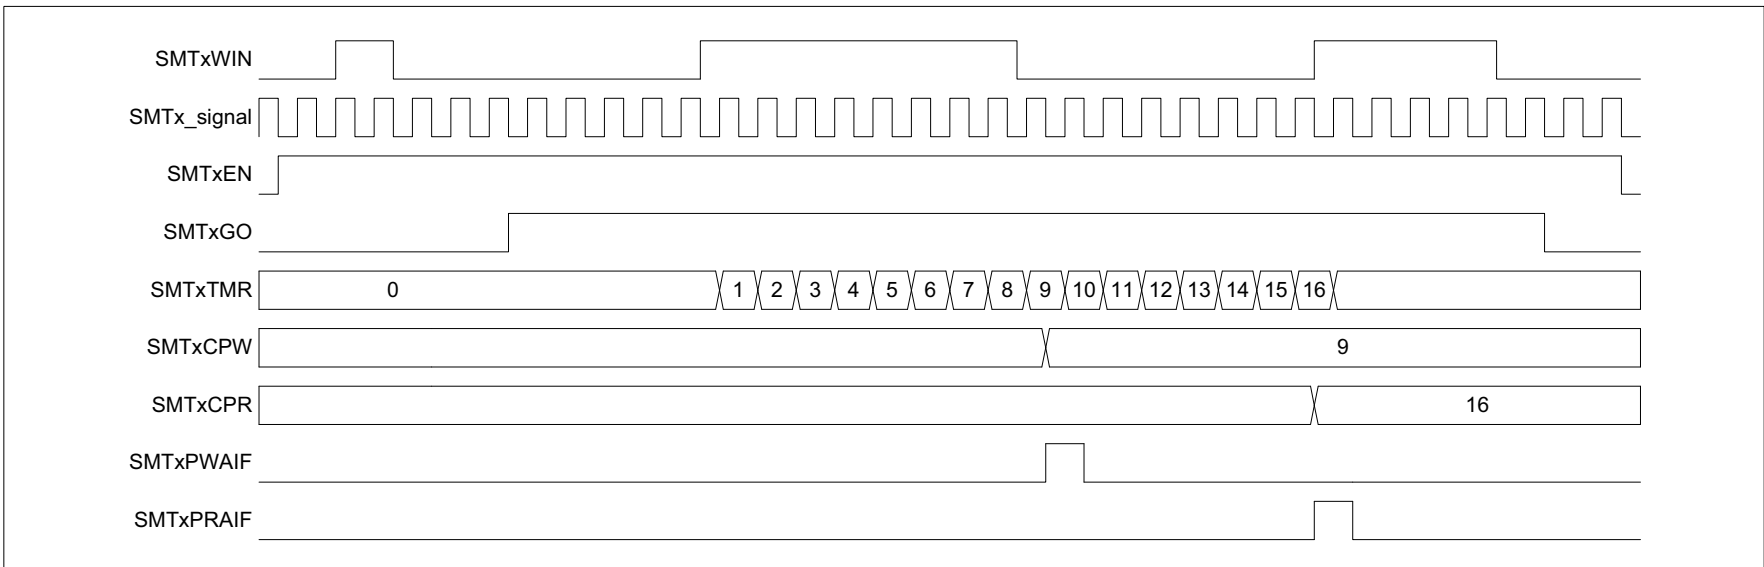 SMTxWIN
SMTx_signal
SMTxEN
SMTxGO
SMTxTMR 0 1 2 3 4 5 6 7 8 9 10 11 12 13 14 15 16
SMTxCPW 9
SMTxCPR 16
SMTxPWAIF
SMTxPRAIF